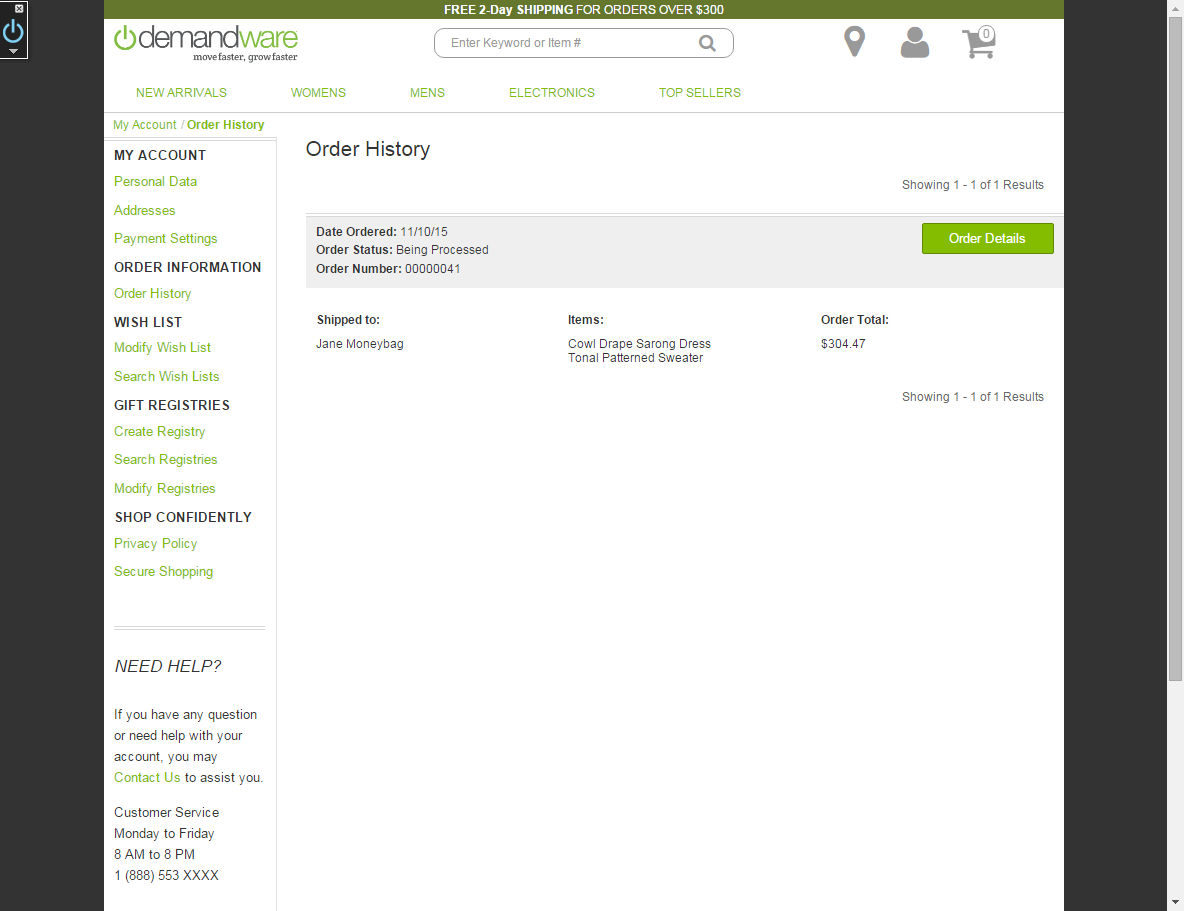 FREE 2-Day SHIPPING FOR ORDERS OVER $300
demandware
move faster, grow faster
Enter Keyword or Item #
0
NEW ARRIVALS WOMENS MENS ELECTRONICS TOP SELLERS
My Account / Order History
MY ACCOUNT
Personal Data
Addresses
Payment Settings
ORDER INFORMATION
Order History
WISH LIST
Modify Wish List
Search Wish Lists
GIFT REGISTRIES
Create Registry
Search Registries
Modify Registries
SHOP CONFIDENTLY
Privacy Policy
Secure Shopping
NEED HELP?
If you have any question
or need help with your
account, you may
Contact Us to assist you.
Customer Service
Monday to Friday
8 AM to 8 PM
1 (888) 553 XXXX
Order History
Showing 1 - 1 of 1 Results
Date Ordered: 11/10/15
Order Status: Being Processed
Order Number: 00000041
Order Details
Shipped to:
Jane Moneybag
Items:
Cowl Drape Sarong Dress
Tonal Patterned Sweater
Order Total:
$304.47
Showing 1 - 1 of 1 Results